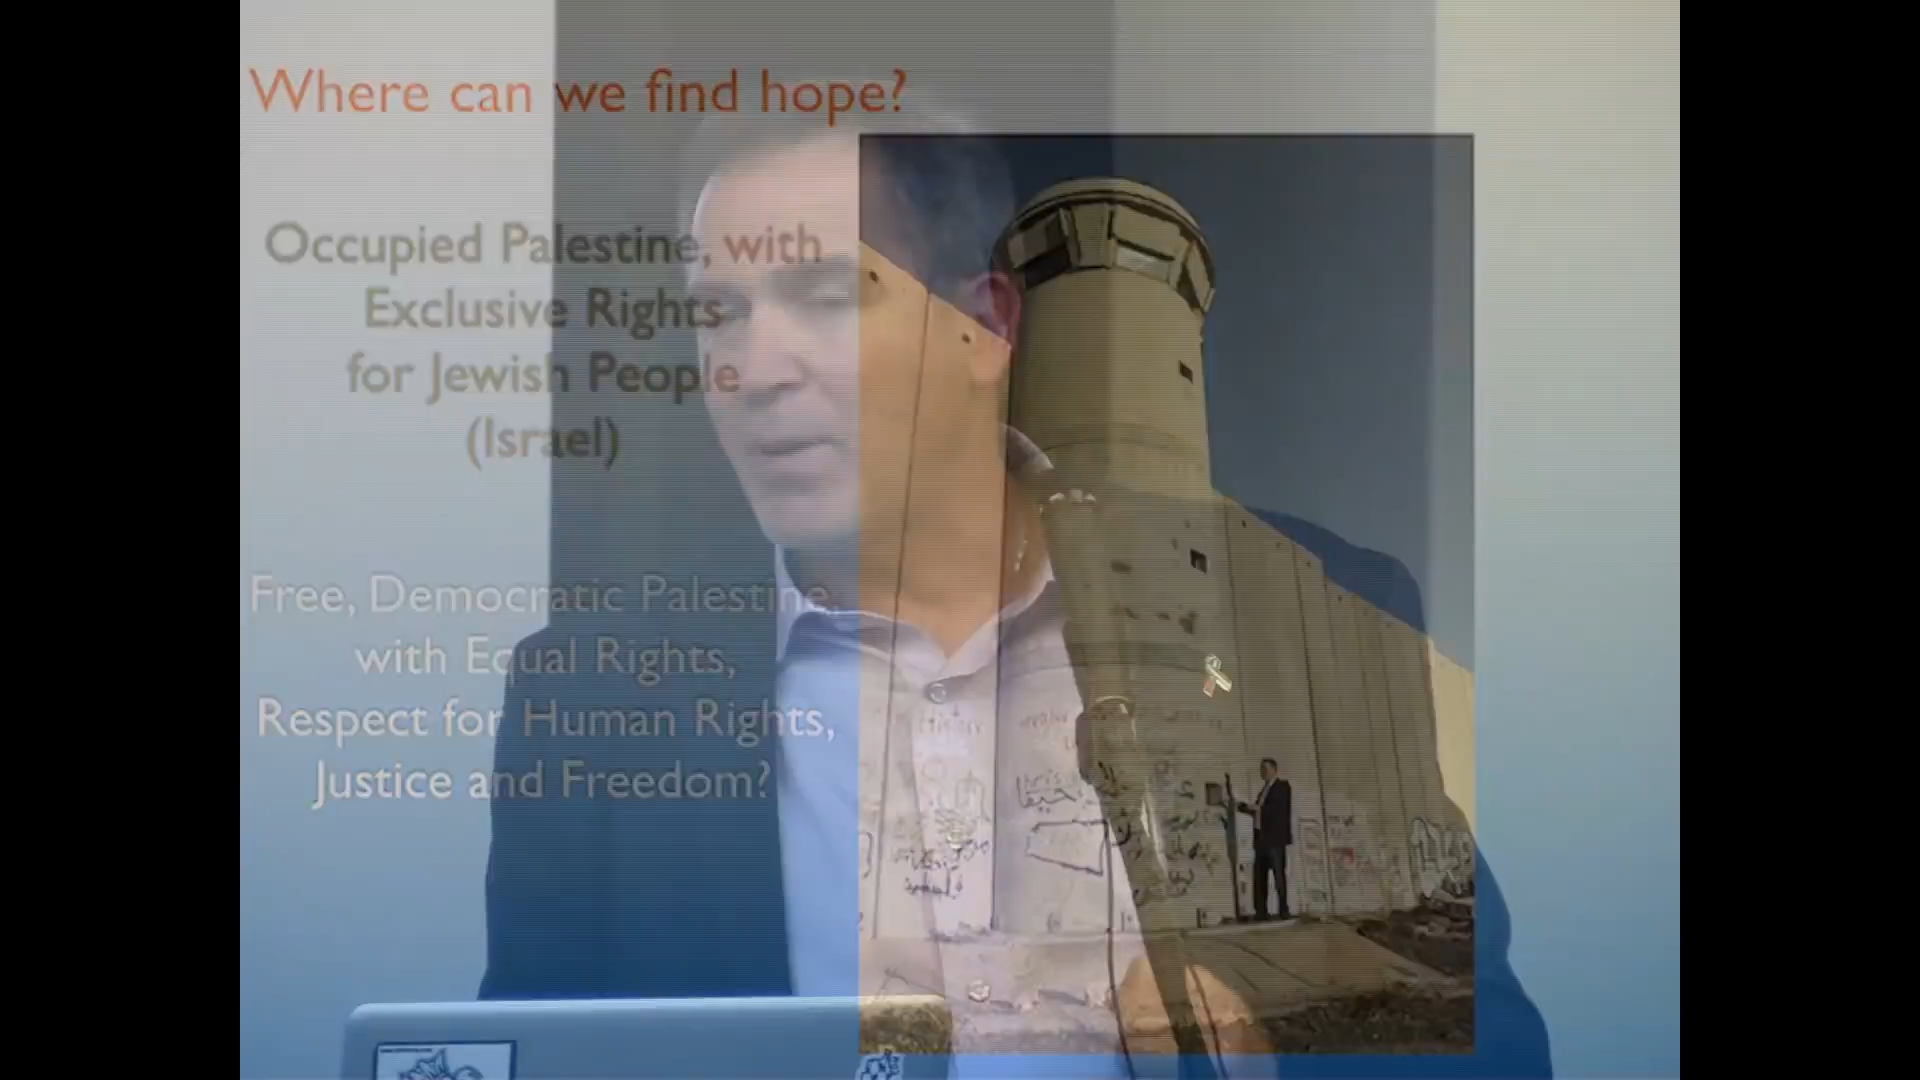 Where can we find hope?
Occupied Palestine, with
Exclusive Rights
for Jewish People
(Israel)
Free, Democratic Palestine,
with Equal Rights,
Respect for Human Rights,
Justice and Freedom?